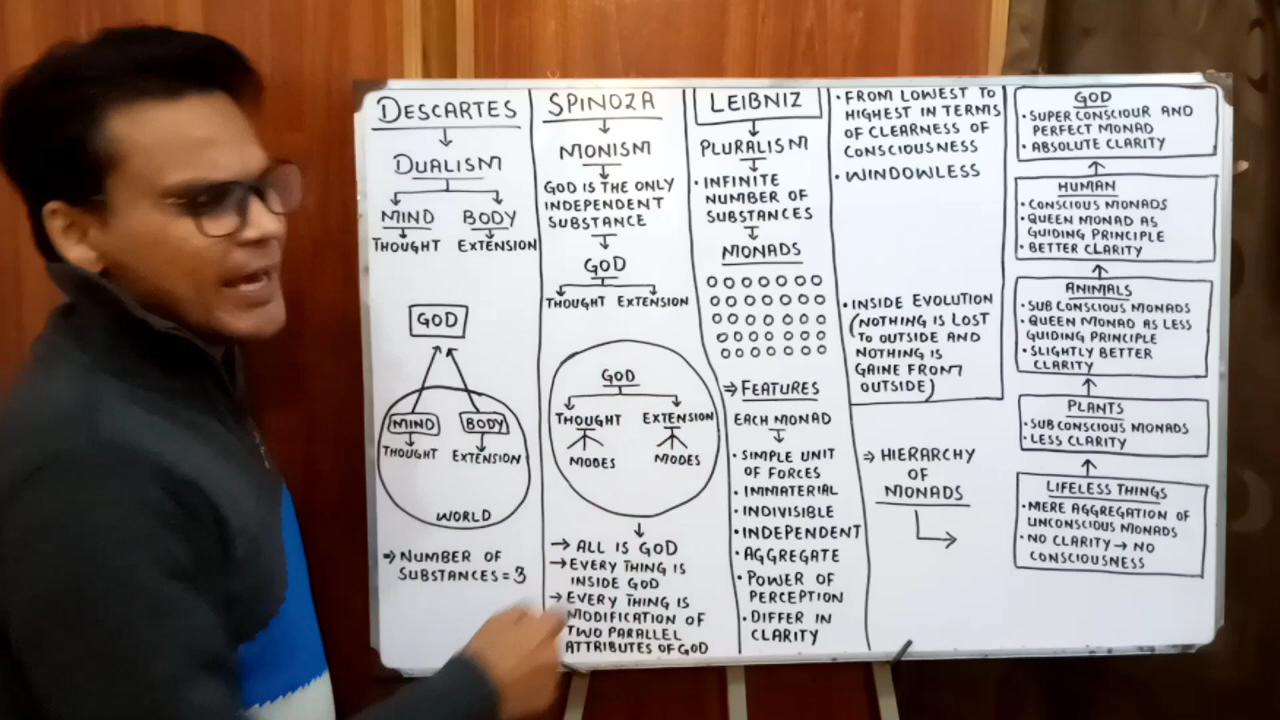 DESCARTES
DUALISM
MIND BODY
THOUGHT EXTENSION
GOD
MIND BODY
THOUGHT EXTENSION
WORLD
⇒ NUMBER OF
SUBSTANCES = 3
SPINOZA
MONISM
GOD IS THE ONLY
INDEPENDENT
SUBSTANCE
GOD
THOUGHT EXTENSION
GOD
THOUGHT EXTENSION
MODES MODES
→ ALL IS GOD
→ EVERY THING IS
INSIDE GOD
→ EVERY THING IS
MODIFICATION OF
TWO PARALLEL
ATTRIBUTES OF GOD
LEIBNIZ
PLURALISM
• INFINITE
NUMBER OF
SUBSTANCES
MONADS
⇒ FEATURES
EACH MONAD
• SIMPLE UNIT
OF FORCES
• IMMATERIAL
• INDIVISIBLE
• INDEPENDENT
• AGGREGATE
• POWER OF
PERCEPTION
• DIFFER IN
CLARITY
• FROM LOWEST TO
HIGHEST IN TERMS
OF CLEARNESS OF
CONSCIOUSNESS
• WINDOWLESS
• INSIDE EVOLUTION
(NOTHING IS LOST
TO OUTSIDE AND
NOTHING IS
GAINE FROM
OUTSIDE)
⇒ HIERARCHY
OF
MONADS
GOD
• SUPER CONSCIOUR AND
PERFECT MONAD
• ABSOLUTE CLARITY
HUMAN
• CONSCIOUS MONADS
• QUEEN MONAD AS
GUIDING PRINCIPLE
• BETTER CLARITY
ANIMALS
• SUB CONSCIOUS MONADS
• QUEEN MONAD AS LESS
GUIDING PRINCIPLE
• SLIGHTLY BETTER
CLARITY
PLANTS
• SUB CONSCIOUS MONADS
• LESS CLARITY
LIFELESS THINGS
• MERE AGGREGATION OF
UNCONSCIOUS MONADS
• NO CLARITY → NO
CONSCIOUSNESS